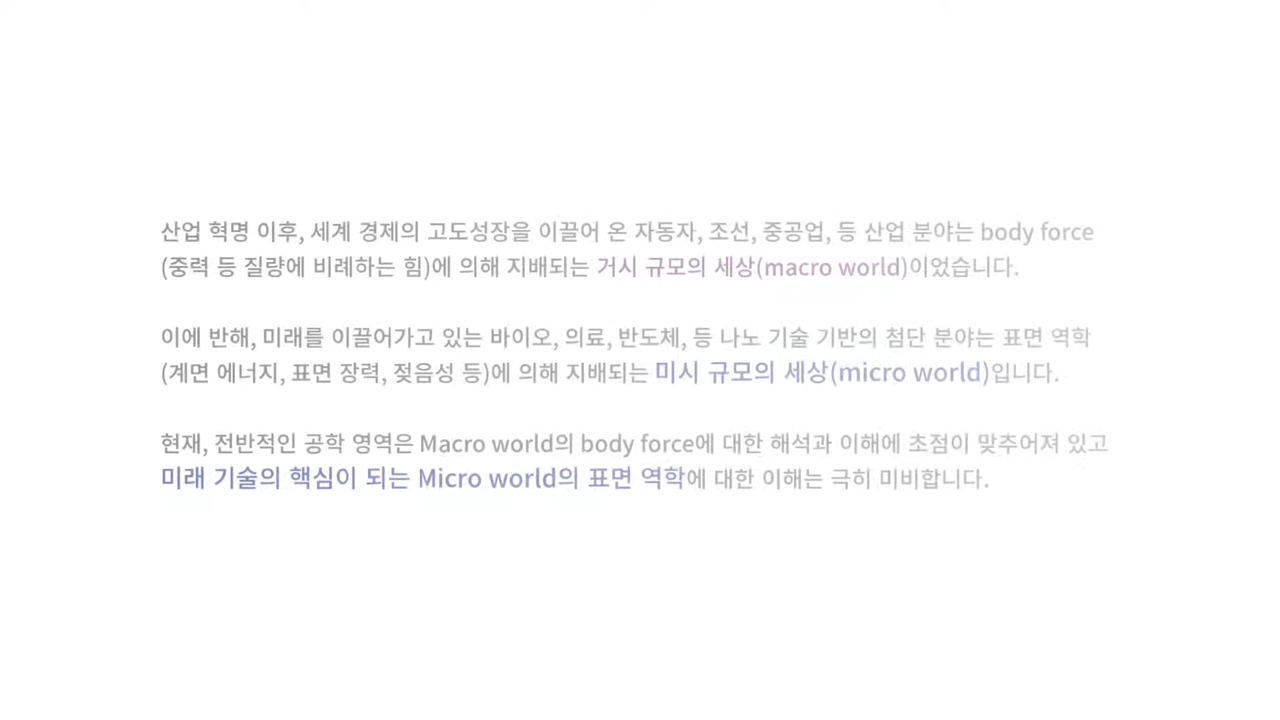 산업 혁명 이후, 세계 경제의 고도성장을 이끌어 온 자동자, 조선, 중공업, 등 산업 분야는 body force
(중력 등 질량에 비례하는 힘)에 의해 지배되는 거시 규모의 세상(macro world)이었습니다.
이에 반해, 미래를 이끌어가고 있는 바이오, 의료, 반도체, 등 나노 기술 기반의 첨단 분야는 표면 역학
(계면 에너지, 표면 장력, 젖음성 등)에 의해 지배되는 미시 규모의 세상(micro world)입니다.
현재, 전반적인 공학 영역은 Macro world의 body force에 대한 해석과 이해에 초점이 맞추어져 있고
미래 기술의 핵심이 되는 Micro world의 표면 역학에 대한 이해는 극히 미비합니다.